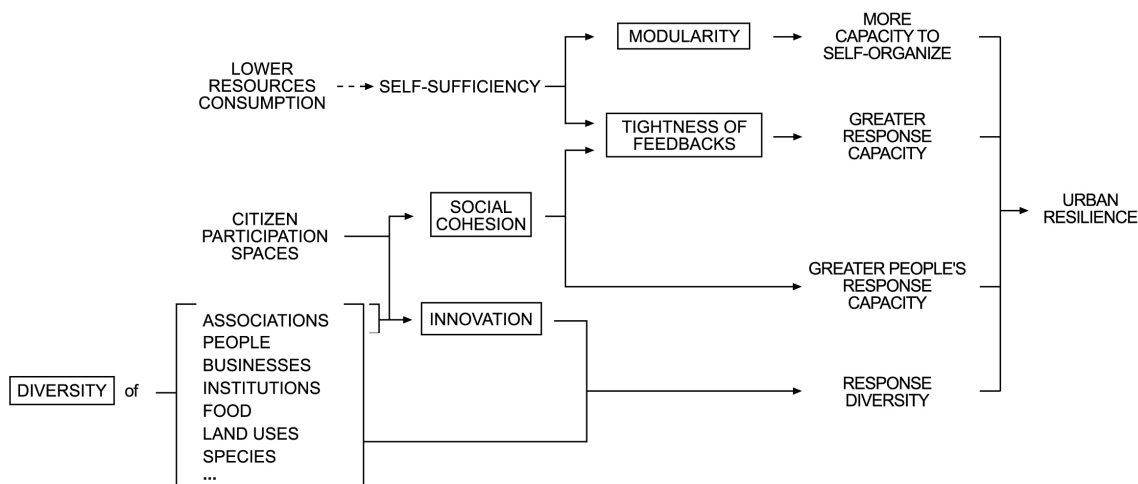 LOWER
RESOURCES
CONSUMPTION
SELF-SUFFICIENCY
MODULARITY
MORE
CAPACITY TO
SELF-ORGANIZE
TIGHTNESS OF
FEEDBACKS
GREATER
RESPONSE
CAPACITY
CITIZEN
PARTICIPATION
SPACES
SOCIAL
COHESION
URBAN
RESILIENCE
GREATER PEOPLE'S
RESPONSE
CAPACITY
INNOVATION
DIVERSITY of
ASSOCIATIONS
PEOPLE
BUSINESSES
INSTITUTIONS
FOOD
LAND USES
SPECIES
...
RESPONSE
DIVERSITY